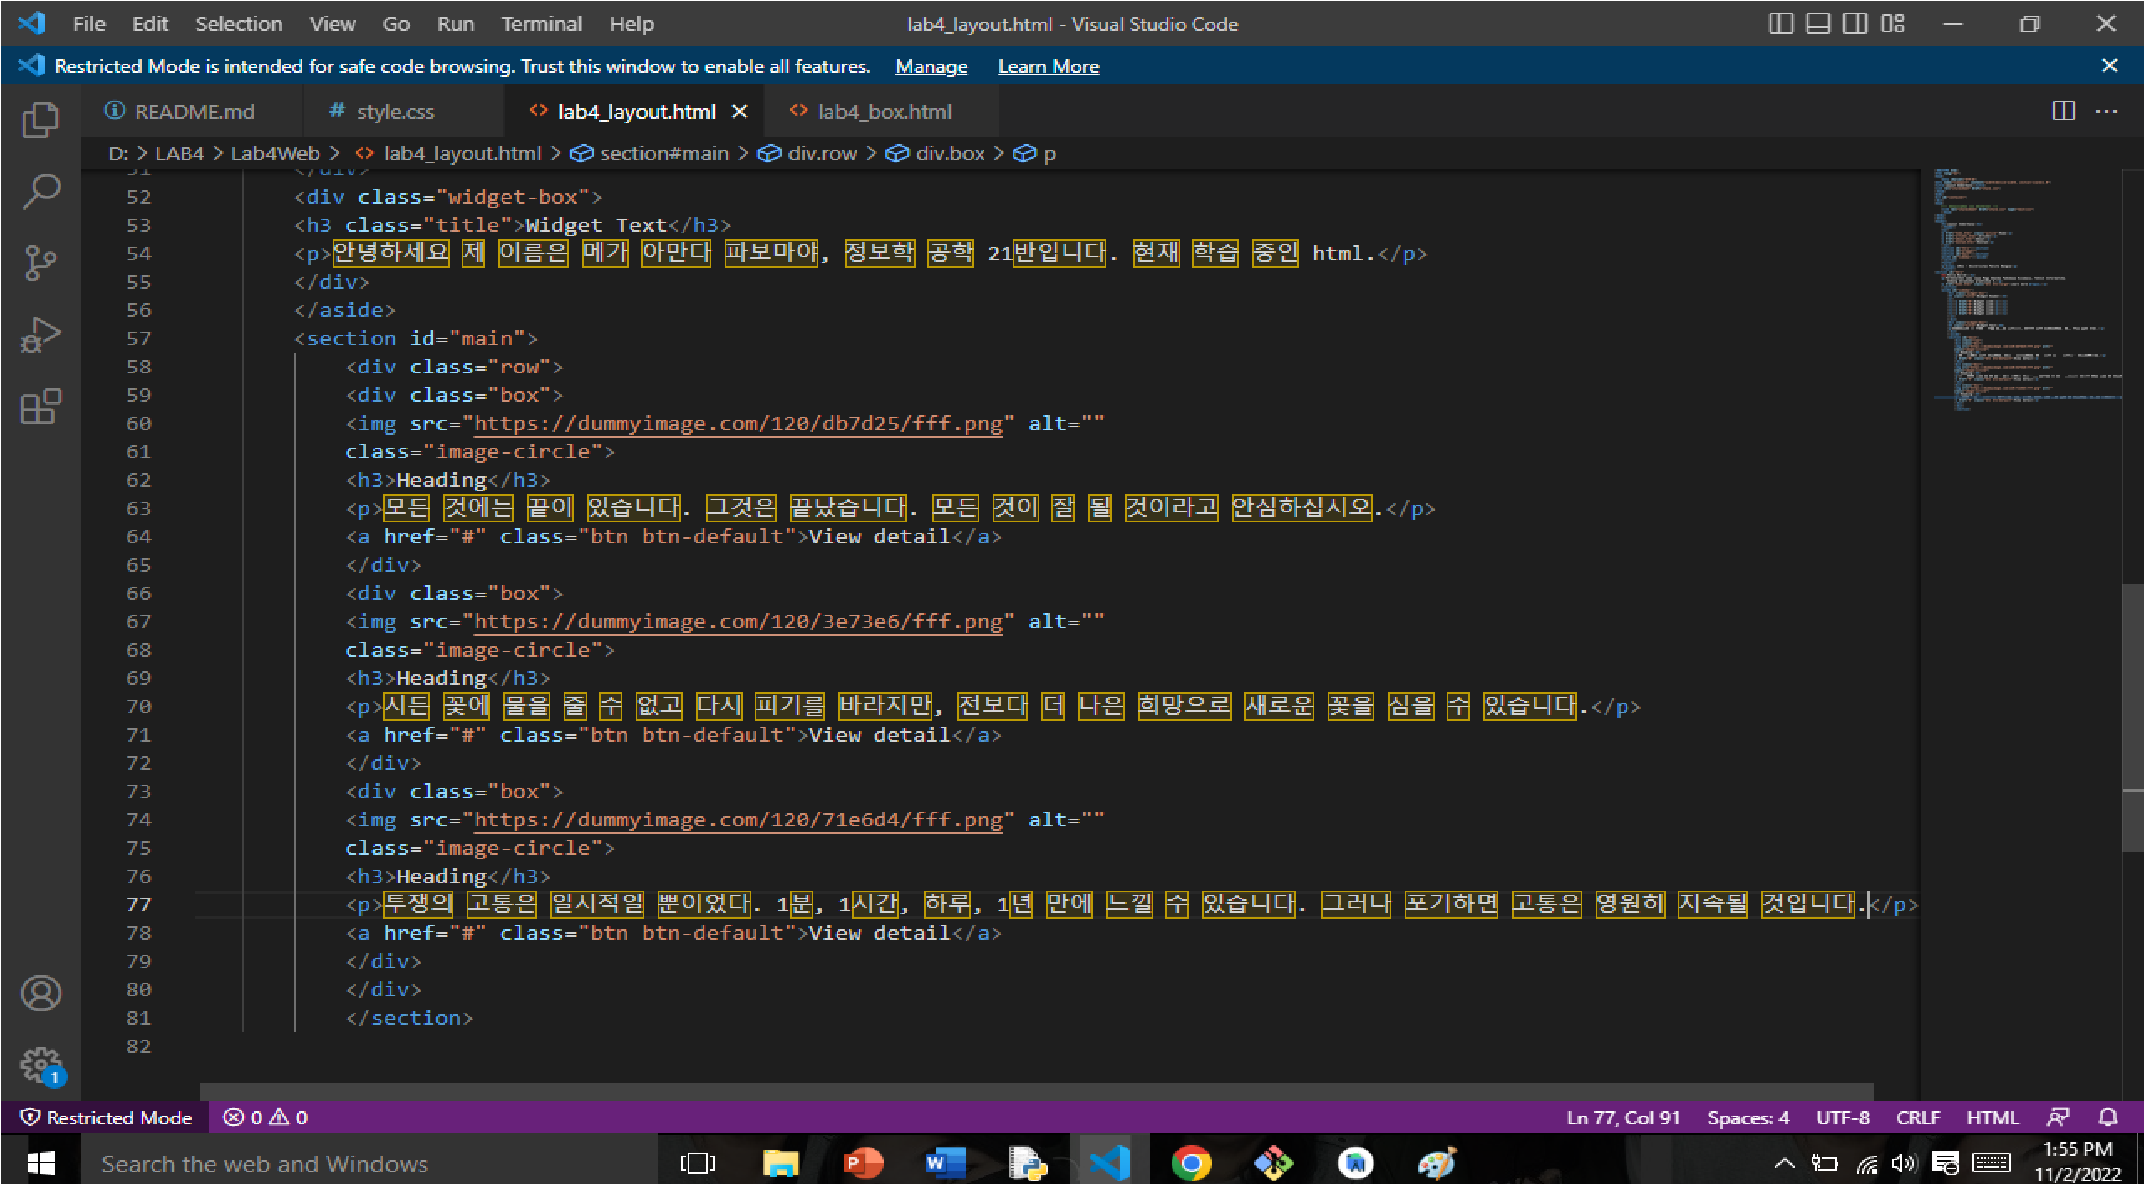 File Edit Selection View Go Run Terminal Help lab4_layout.html - Visual Studio Code
Restricted Mode is intended for safe code browsing. Trust this window to enable all features. Manage Learn More
README.md # style.css <> lab4_layout.html <> lab4_box.html
D: > LAB4 > Lab4Web > <> lab4_layout.html > section#main > div.row > div.box > p
51 </div>
52 <div class="widget-box">
53 <h3 class="title">Widget Text</h3>
54 <p>안녕하세요 제 이름은 메가 아만다 파보마아, 정보학 공학 21반입니다. 현재 학습 중인 html.</p>
55 </div>
56 </aside>
57 <section id="main">
58 <div class="row">
59 <div class="box">
60 <img src="https://dummyimage.com/120/db7d25/fff.png" alt=""
61 class="image-circle">
62 <h3>Heading</h3>
63 <p>모든 것에는 끝이 있습니다. 그것은 끝났습니다. 모든 것이 잘 될 것이라고 안심하십시오.</p>
64 <a href="#" class="btn btn-default">View detail</a>
65 </div>
66 <div class="box">
67 <img src="https://dummyimage.com/120/3e73e6/fff.png" alt=""
68 class="image-circle">
69 <h3>Heading</h3>
70 <p>시든 꽃에 물을 줄 수 없고 다시 피기를 바라지만, 전보다 더 나은 희망으로 새로운 꽃을 심을 수 있습니다.</p>
71 <a href="#" class="btn btn-default">View detail</a>
72 </div>
73 <div class="box">
74 <img src="https://dummyimage.com/120/71e6d4/fff.png" alt=""
75 class="image-circle">
76 <h3>Heading</h3>
77 <p>투쟁의 고통은 일시적일 뿐이었다. 1분, 1시간, 하루, 1년 만에 느낄 수 있습니다. 그러나 포기하면 고통은 영원히 지속될 것입니다.</p>
78 <a href="#" class="btn btn-default">View detail</a>
79 </div>
80 </div>
81 </section>
82
1
Restricted Mode 0 0 Ln 77, Col 91 Spaces: 4 UTF-8 CRLF HTML
Search the web and Windows
1:55 PM
11/2/2022